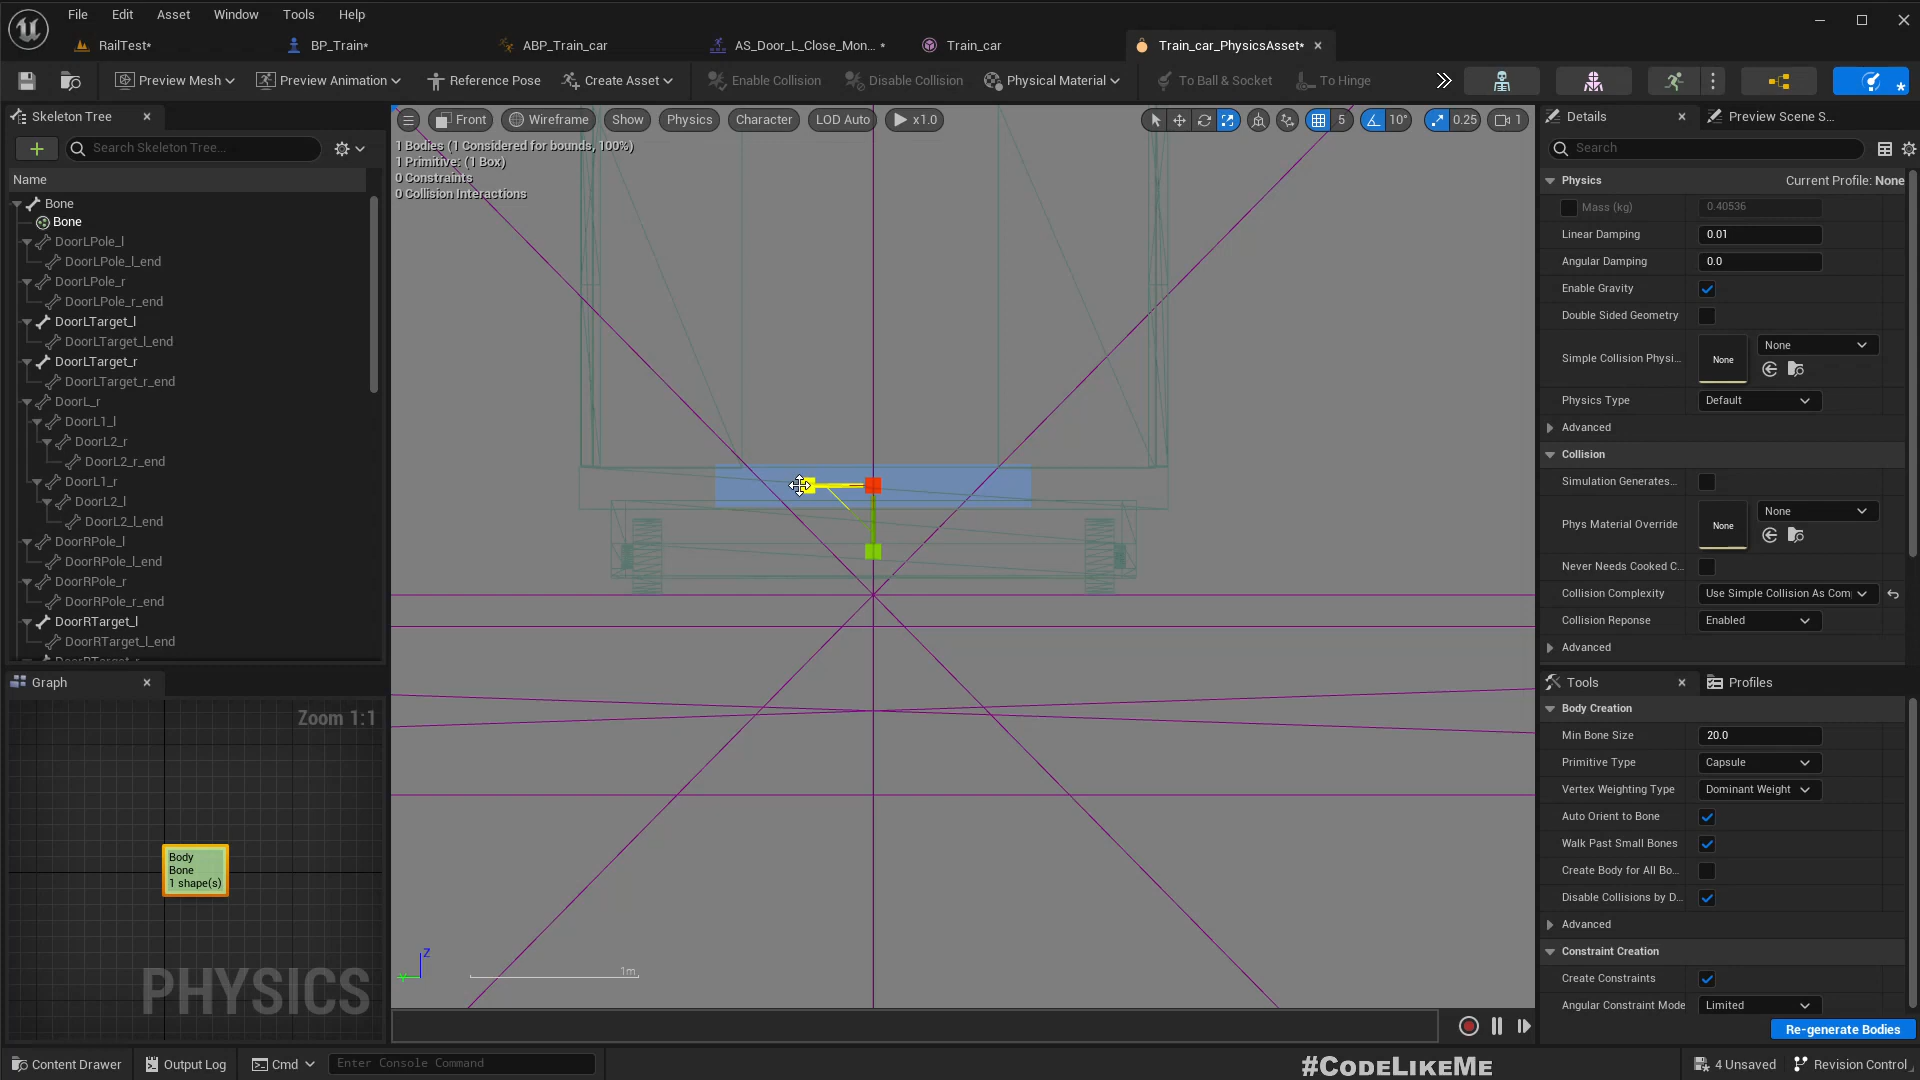 File Edit Asset Window Tools Help
RailTest* BP_Train* ABP_Train_car AS_Door_L_Close_Mon... * Train_car Train_car_PhysicsAsset*
Preview Mesh Preview Animation Reference Pose Create Asset Enable Collision Disable Collision Physical Material To Ball & Socket To Hinge
Skeleton Tree
Search Skeleton Tree...
Name
Bone
Bone
DoorLPole_l
DoorLPole_l_end
DoorLPole_r
DoorLPole_r_end
DoorLTarget_l
DoorLTarget_l_end
DoorLTarget_r
DoorLTarget_r_end
DoorL_r
DoorL1_l
DoorL2_r
DoorL2_r_end
DoorL1_r
DoorL2_l
DoorL2_l_end
DoorRPole_l
DoorRPole_l_end
DoorRPole_r
DoorRPole_r_end
DoorRTarget_l
DoorRTarget_l_end
Graph
Zoom 1:1
Body
Bone
1 shape(s)
PHYSICS
Front Wireframe Show Physics Character LOD Auto x1.0 5 10° 0.25 1
1 Bodies (1 Considered for bounds, 100%)
1 Primitive: (1 Box)
0 Constraints
0 Collision Interactions
Z
Y
1m
Details Preview Scene S...
Search
Physics Current Profile: None
Mass (kg) 0.40536
Linear Damping 0.01
Angular Damping 0.0
Enable Gravity
Double Sided Geometry
Simple Collision Physi... None None
Physics Type Default
Advanced
Collision
Simulation Generates...
Phys Material Override None None
Never Needs Cooked C...
Collision Complexity Use Simple Collision As Com
Collision Reponse Enabled
Advanced
Tools Profiles
Body Creation
Min Bone Size 20.0
Primitive Type Capsule
Vertex Weighting Type Dominant Weight
Auto Orient to Bone
Walk Past Small Bones
Create Body for All Bo...
Disable Collisions by D...
Advanced
Constraint Creation
Create Constraints
Angular Constraint Mode Limited
Re-generate Bodies
Content Drawer Output Log Cmd Enter Console Command #CodeLikeMe 4 Unsaved Revision Control